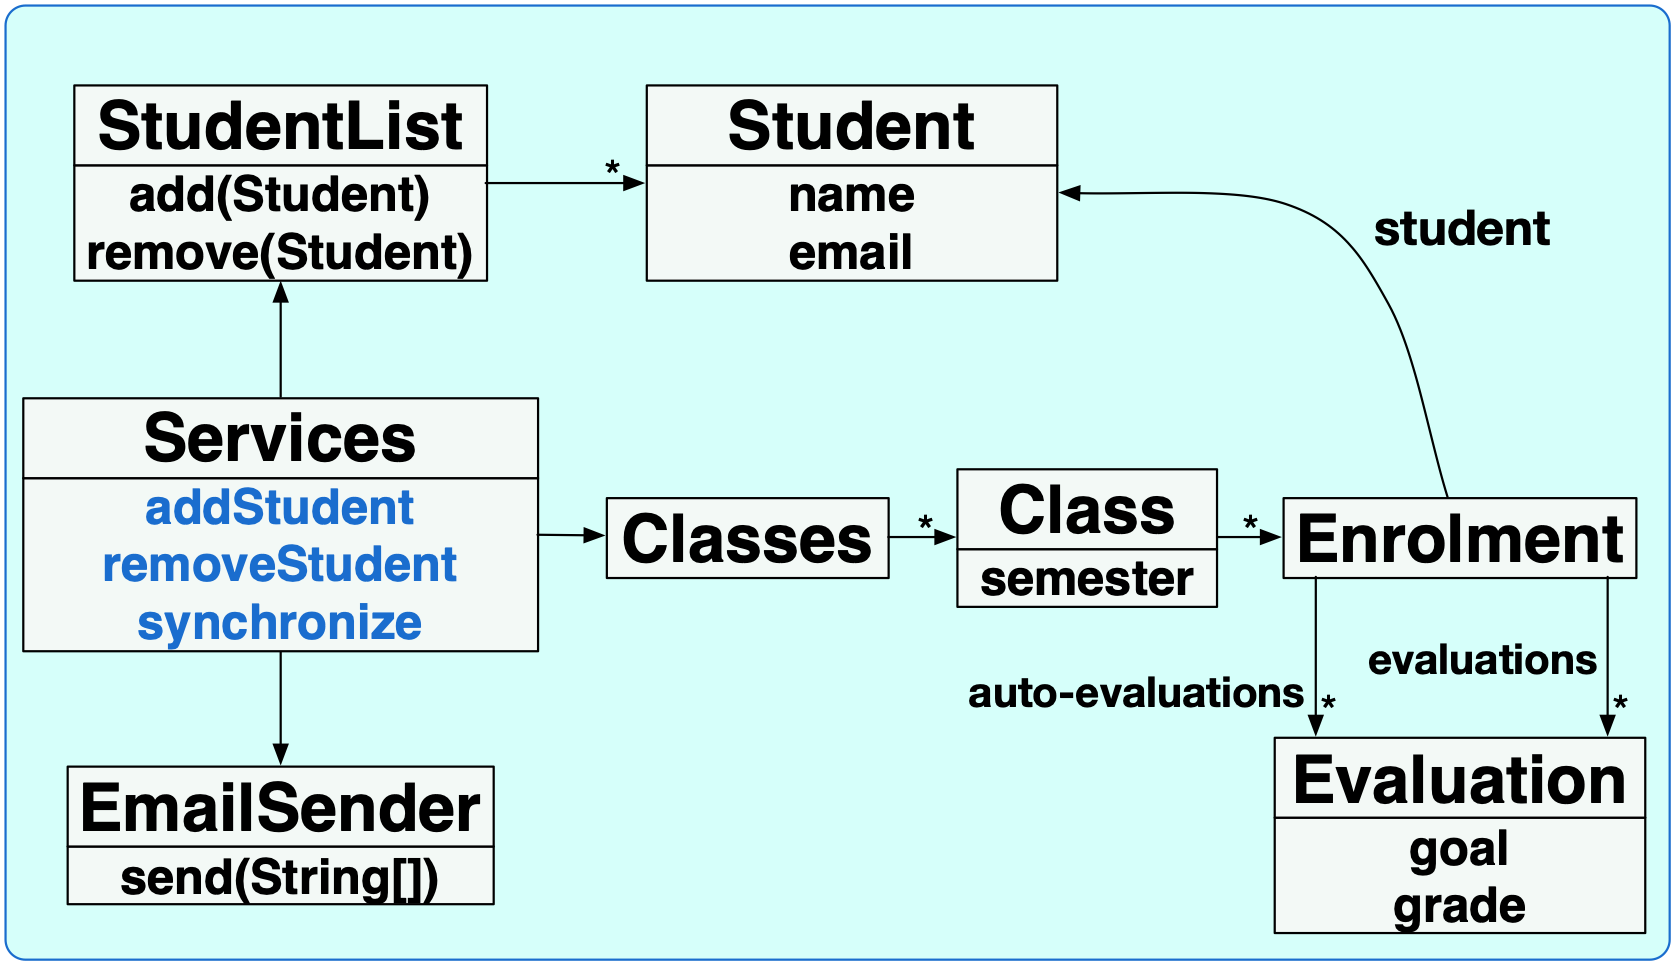 StudentList
add(Student)
remove(Student)
*
Student
name
email
student
Services
addStudent
removeStudent
synchronize
Classes
*
Class
semester
*
Enrolment
auto-evaluations
*
evaluations
*
EmailSender
send(String[])
Evaluation
goal
grade